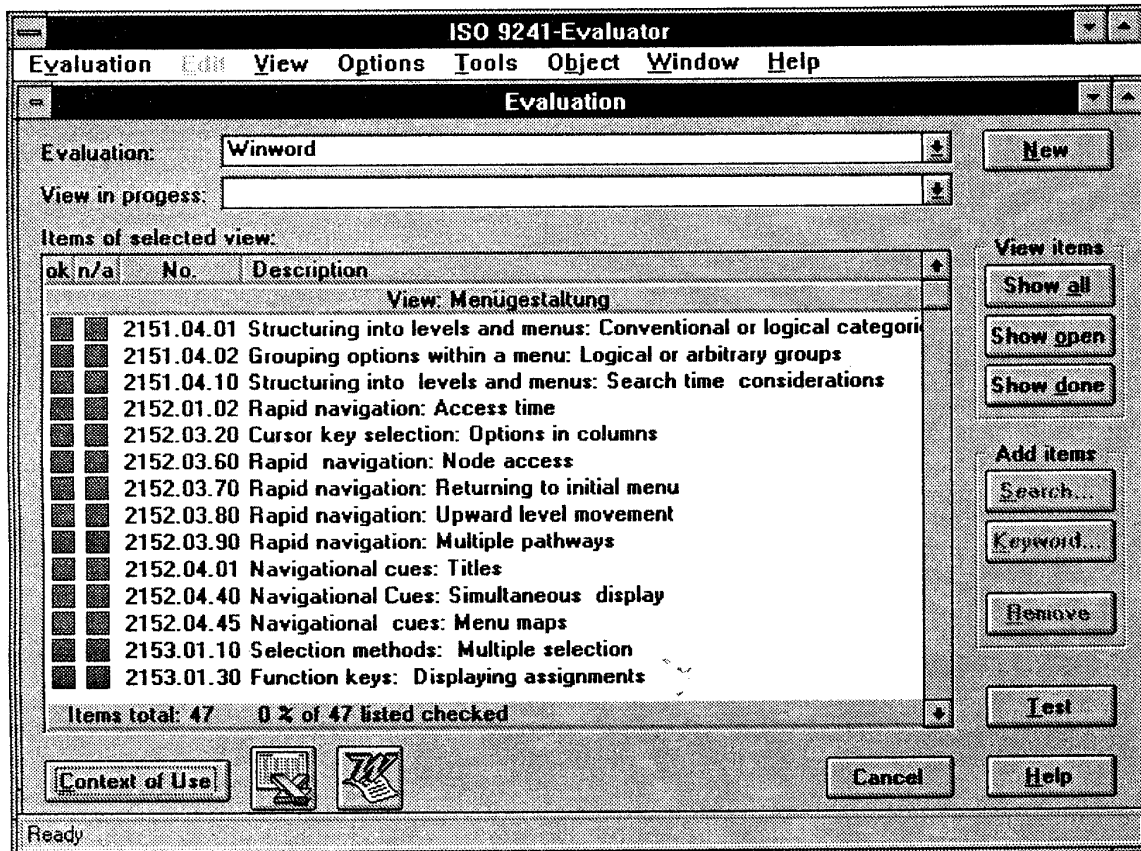 ISO 9241-Evaluator
Evaluation Edit View Options Tools Object Window Help
Evaluation
Evaluation: Winword
New
View in progess:
Items of selected view:
View items
ok n/a No. Description
Show all
View: Menügestaltung
2151.04.01 Structuring into levels and menus: Conventional or logical categori
Show open
2151.04.02 Grouping options within a menu: Logical or arbitrary groups
2151.04.10 Structuring into levels and menus: Search time considerations
Show done
2152.01.02 Rapid navigation: Access time
2152.03.20 Cursor key selection: Options in columns
2152.03.60 Rapid navigation: Node access
Add items
2152.03.70 Rapid navigation: Returning to initial menu
Search...
2152.03.80 Rapid navigation: Upward level movement
2152.03.90 Rapid navigation: Multiple pathways
Keyword...
2152.04.01 Navigational cues: Titles
2152.04.40 Navigational Cues: Simultaneous display
2152.04.45 Navigational cues: Menu maps
Remove
2153.01.10 Selection methods: Multiple selection
2153.01.30 Function keys: Displaying assignments
Items total: 47 0 % of 47 listed checked
Test
Context of Use
W
Cancel
Help
Ready